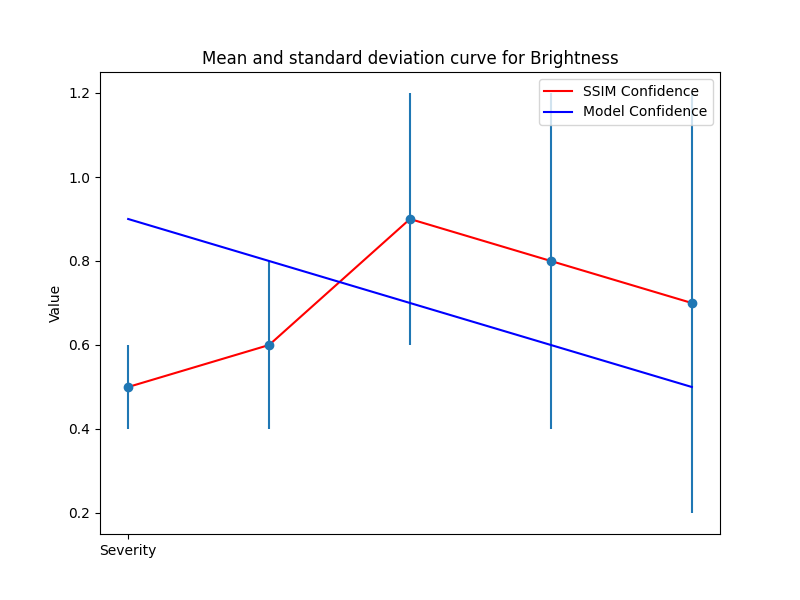 Mean and standard deviation curve for Brightness
SSIM Confidence
Model Confidence
1.2
1.0
0.8
0.6
0.4
0.2
Value
Severity